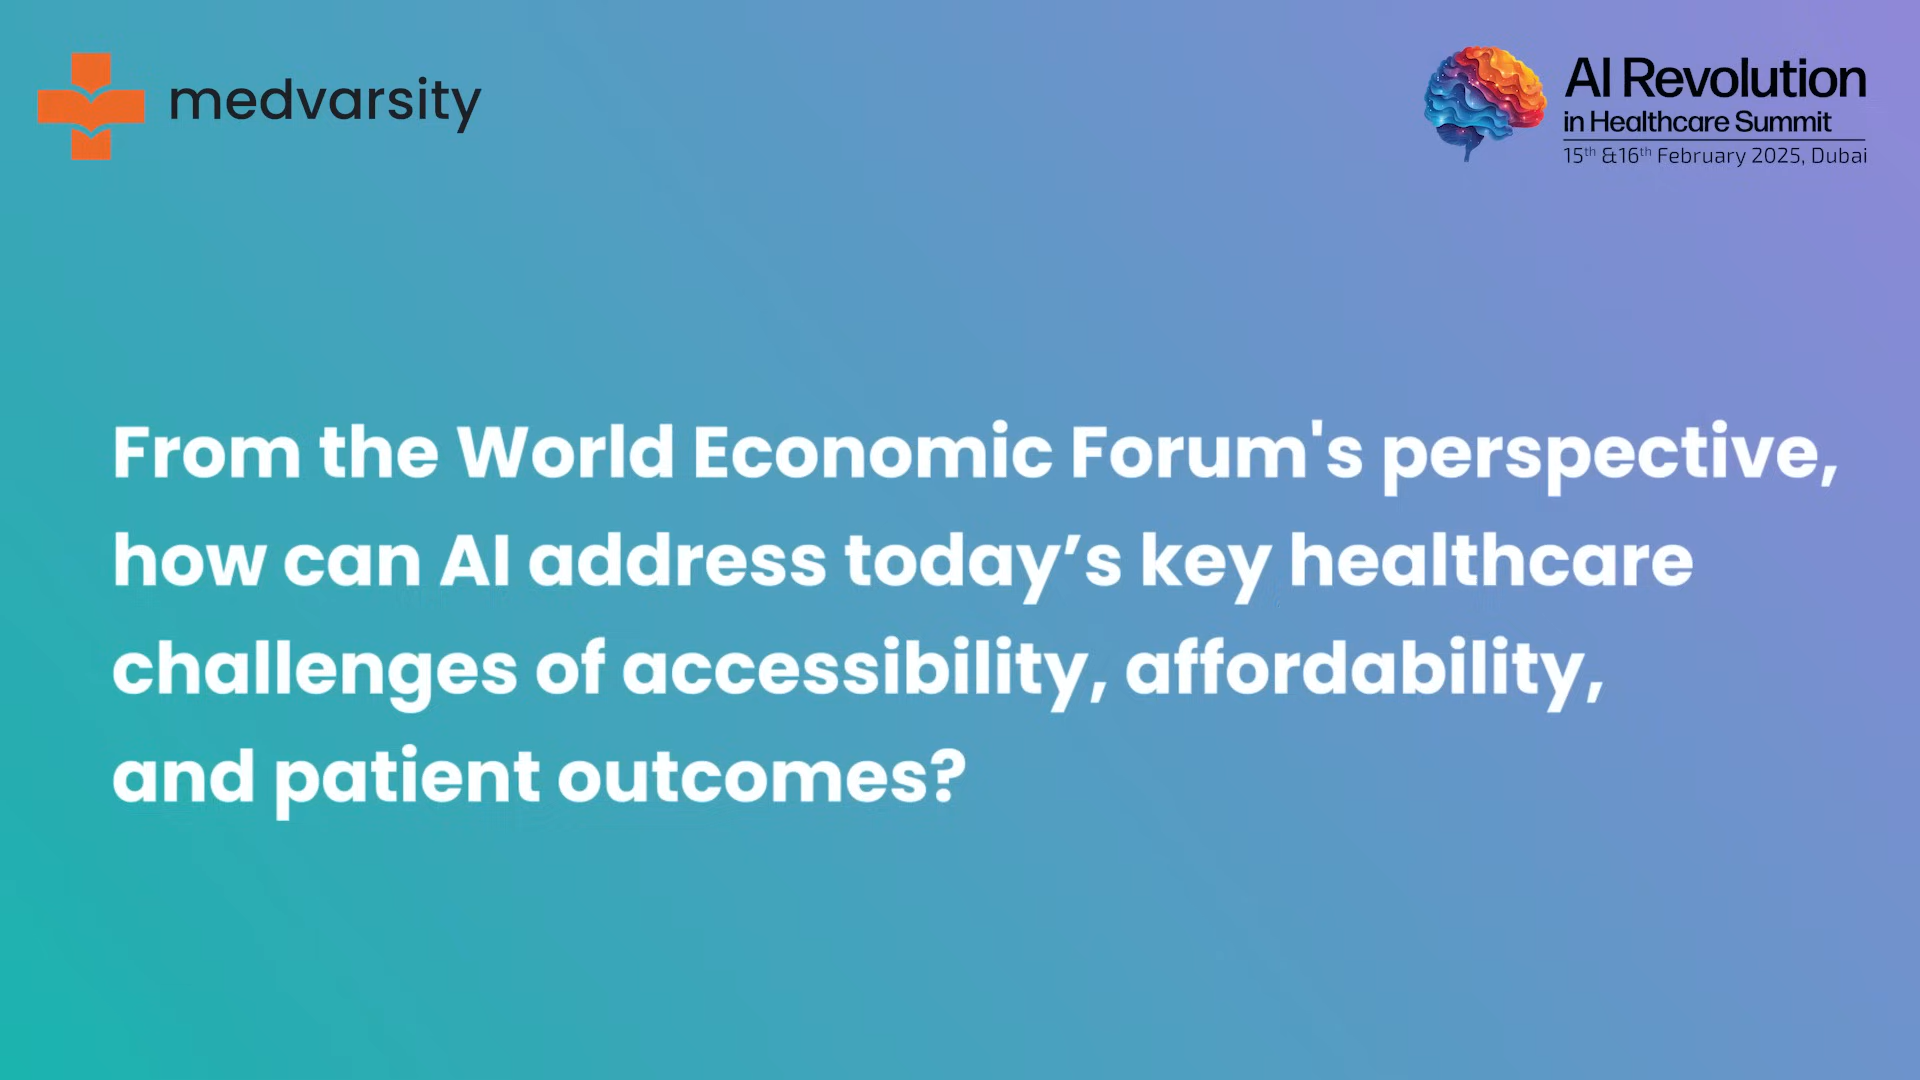 medvarsity
AI Revolution
in Healthcare Summit
15th & 16th February 2025, Dubai
From the World Economic Forum's perspective,
how can AI address today’s key healthcare
challenges of accessibility, affordability,
and patient outcomes?